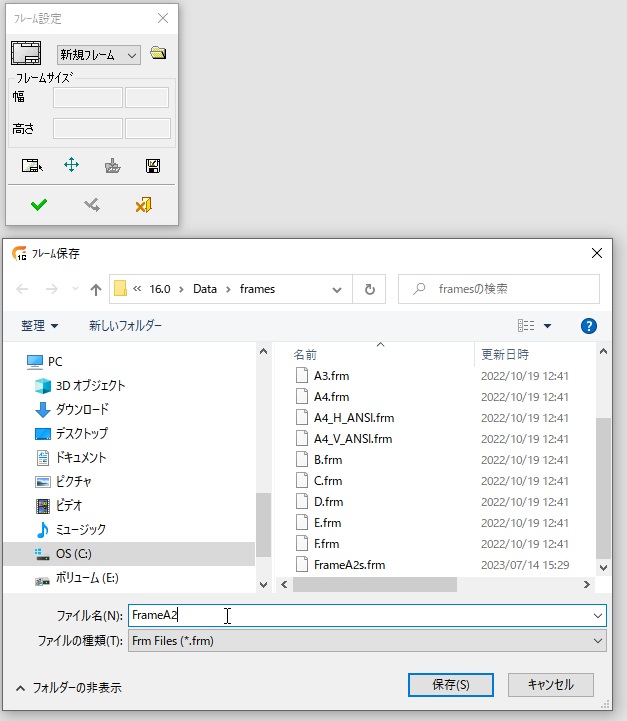 フレーム設定
新規フレーム
フレームサイズ
幅
高さ
フレーム保存
« 16.0 › Data › frames
framesの検索
整理
新しいフォルダー
PC
3D オブジェクト
ダウンロード
デスクトップ
ドキュメント
ピクチャ
ビデオ
ミュージック
OS (C:)
ボリューム (E:)
名前 更新日時
A3.frm 2022/10/19 12:41
A4.frm 2022/10/19 12:41
A4_H_ANSI.frm 2022/10/19 12:41
A4_V_ANSI.frm 2022/10/19 12:41
B.frm 2022/10/19 12:41
C.frm 2022/10/19 12:41
D.frm 2022/10/19 12:41
E.frm 2022/10/19 12:41
F.frm 2022/10/19 12:41
FrameA2s.frm 2023/07/14 15:29
ファイル名(N): FrameA2
ファイルの種類(T): Frm Files (*.frm)
フォルダーの非表示
保存(S)
キャンセル